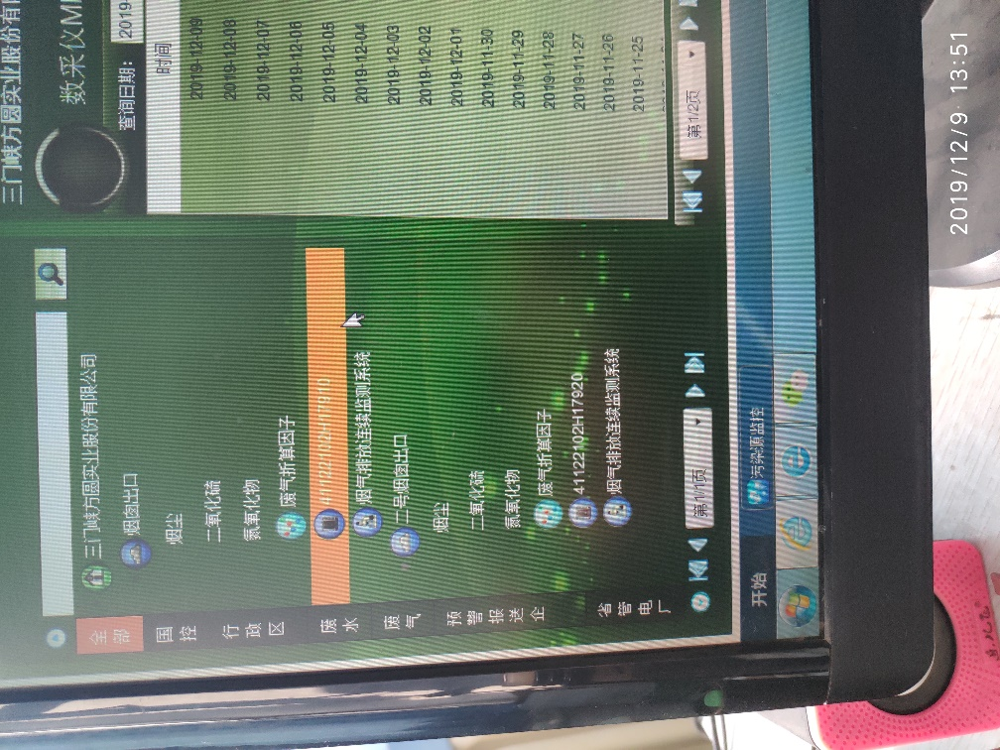 三门峡方圆实业股份有
数采仪M
查询日期：
2019-
时间
2019-12-09
2019-12-08
2019-12-07
2019-12-06
2019-12-05
2019-12-04
2019-12-03
2019-12-02
2019-12-01
2019-11-30
2019-11-29
2019-11-28
2019-11-27
2019-11-26
2019-11-25
第1/2页
全部
国控
行政区
废水
废气
预警报送企
省管电厂
三门峡方圆实业股份有限公司
烟囱出口
烟尘
二氧化硫
氮氧化物
废气折算因子
41122102H17910
烟气排放连续监测系统
二号烟囱出口
烟尘
二氧化硫
氮氧化物
废气折算因子
41122102H17920
烟气排放连续监测系统
第1/1页
开始
污染源监控
2019/12/9 13:51